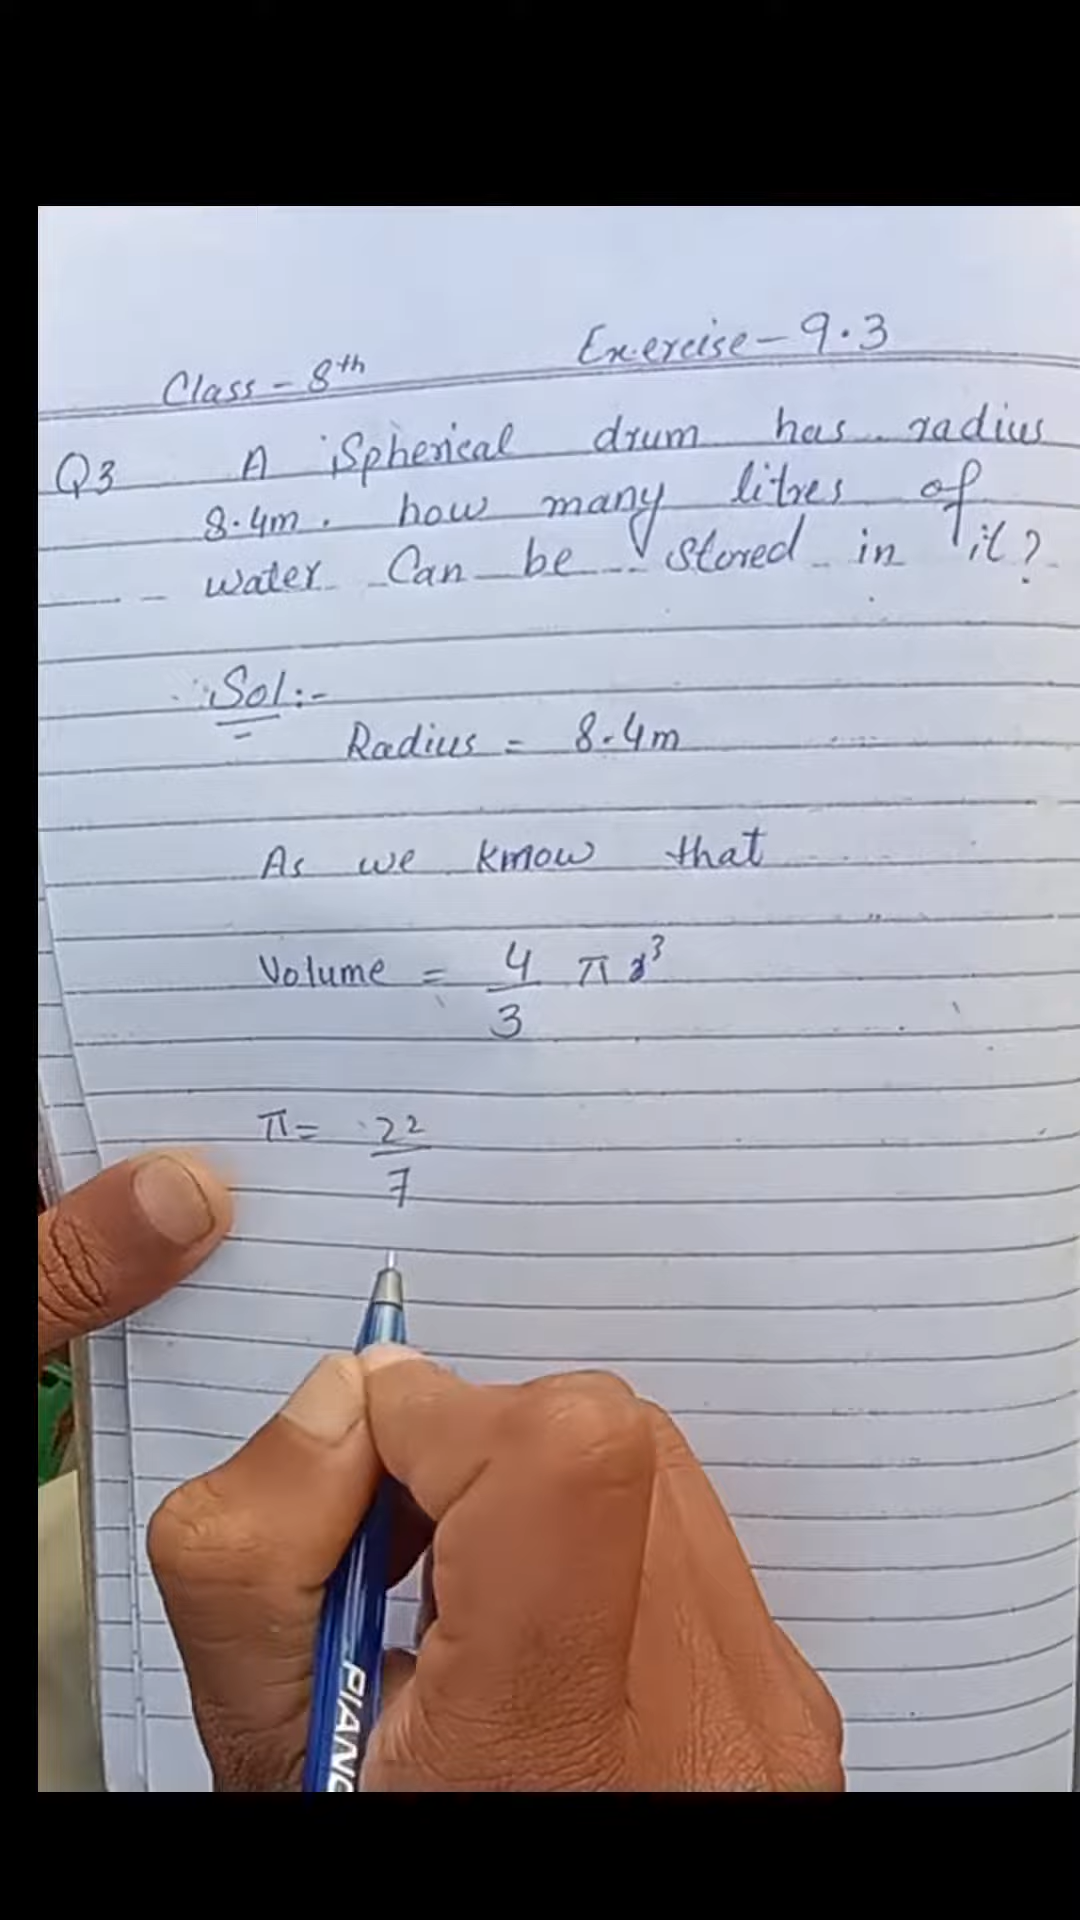 Class - 8th Exercise - 9.3
Q3 A Spherical drum has radius
8.4m. how many litres of
water Can be stored in it?
Sol:-
Radius = 8.4m
As we know that
Volume = 4/3 π r³
π = 22/7
PIANO